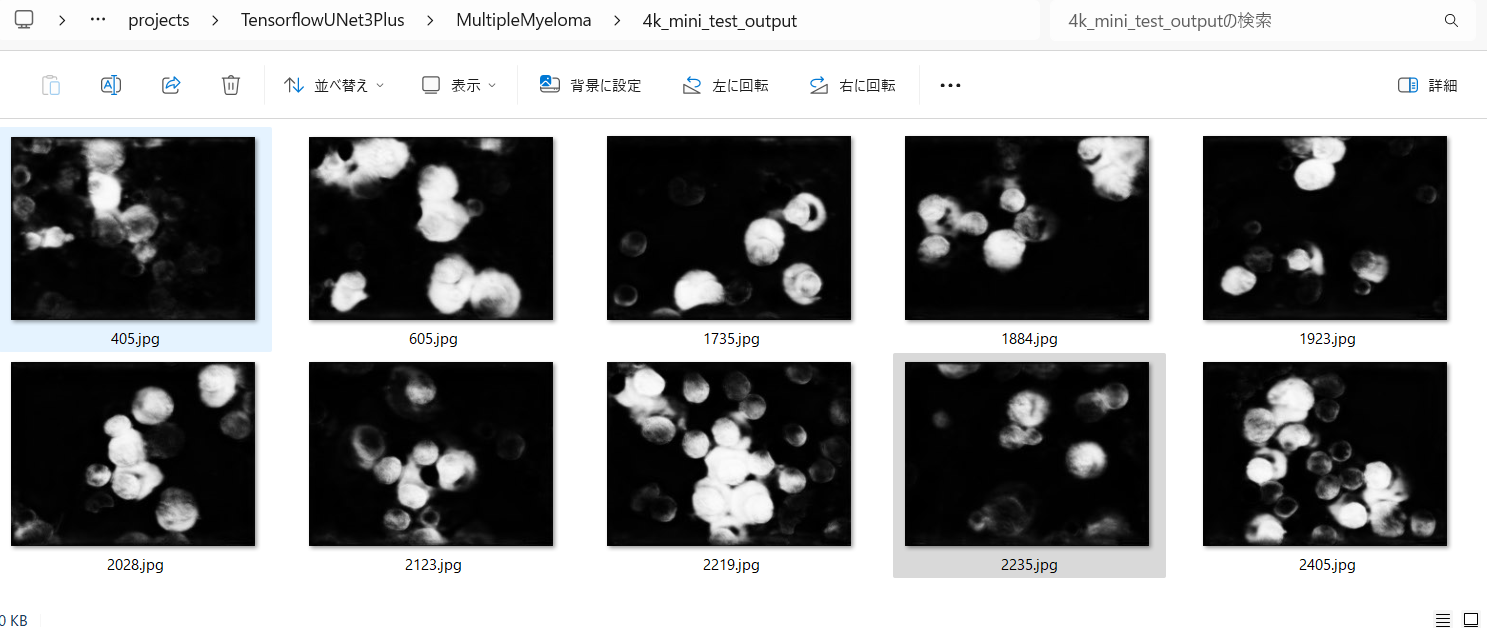 projects TensorflowUNet3Plus MultipleMyeloma 4k_mini_test_output 4k_mini_test_outputの検索
並べ替え 表示 背景に設定 左に回転 右に回転 詳細
405.jpg 605.jpg 1735.jpg 1884.jpg 1923.jpg
2028.jpg 2123.jpg 2219.jpg 2235.jpg 2405.jpg
0 KB